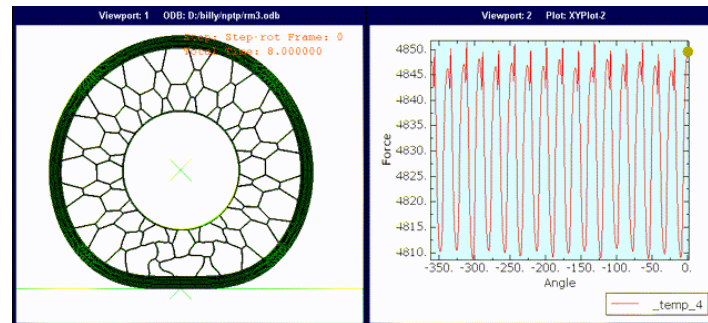 Viewport: 1 ODB: D:/billy/nptp/rm3.odb
Step: Step-rot Frame: 0
Total Time: 8.000000
Viewport: 2 Plot: XYPlot-2
4850.
4845.
4840.
4835.
4830.
4825.
4820.
4815.
4810.
Force
-350. -300. -250. -200. -150. -100. -50. 0.
Angle
_temp_4